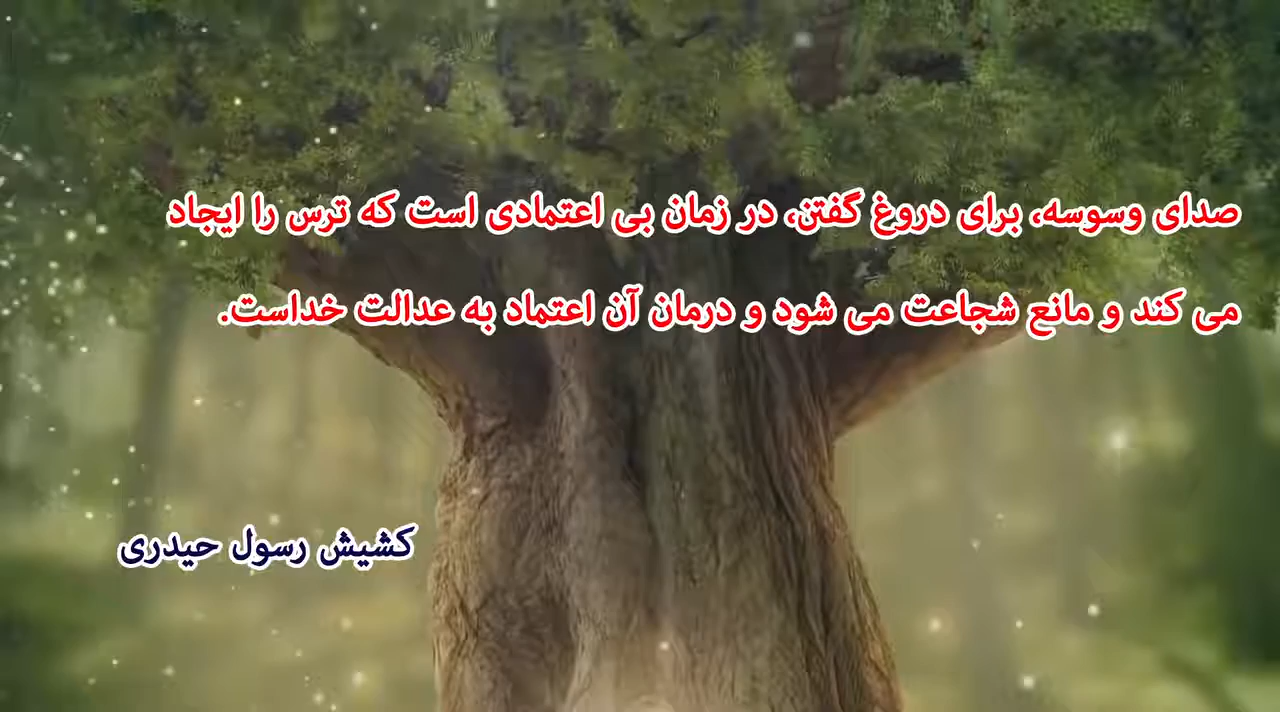 صدای وسوسه، برای دروغ گفتن، در زمان بی اعتمادی است که ترس را ایجاد
می کند و مانع شجاعت می شود و درمان آن اعتماد به عدالت خداست.
کشیش رسول حیدری